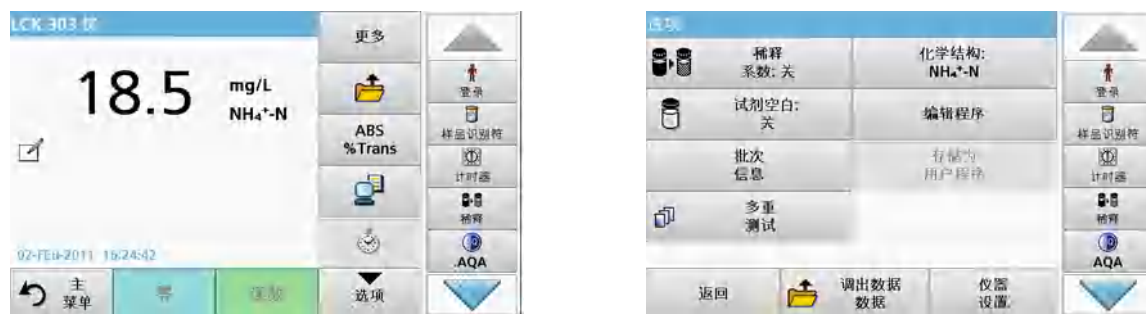 LCK 303 铵
18.5
mg/L
NH₄⁺-N
02-FEB-2011 16:24:42
主
菜单
零
读数
更多
ABS
%Trans
选项
登录
样品识别符
计时器
稀释
AQA
选项
稀释
系数: 关
化学结构:
NH₄⁺-N
试剂空白:
关
编辑程序
批次
信息
存储为
用户程序
多重
测试
返回
调出数据
数据
仪器
设置
登录
样品识别符
计时器
稀释
AQA